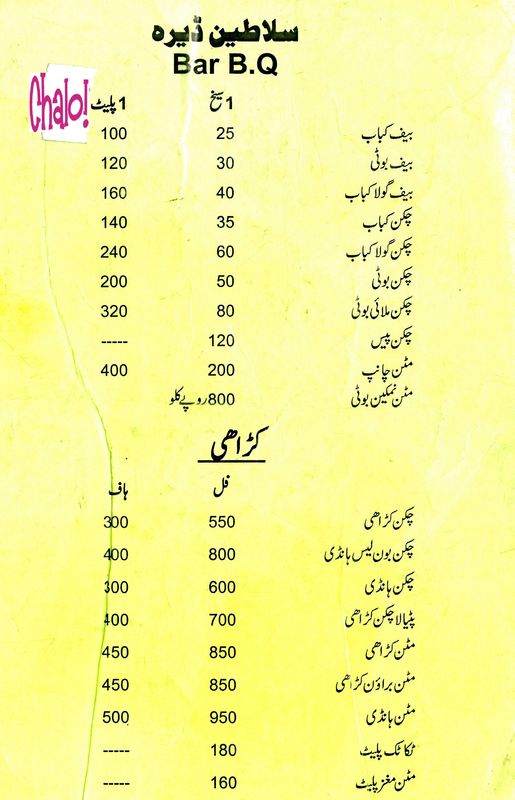 سلاطین ڈیرہ
Bar B.Q
Chalo!
1 سیخ 1 پلیٹ
بیف کباب 25 100
بیف بوٹی 30 120
بیف گولا کباب 40 160
چکن کباب 35 140
چکن گولا کباب 60 240
چکن بوٹی 50 200
چکن ملائی بوٹی 80 320
چکن پیس 120 -----
مٹن چانپ 200 400
مٹن نمکین بوٹی 800 روپے کلو
کڑاھی
فل ہاف
چکن کڑاھی 550 300
چکن بون لیس ہانڈی 800 400
چکن ہانڈی 600 300
پٹیالا چکن کڑاھی 700 400
مٹن کڑاھی 850 450
مٹن براؤن کڑاھی 850 450
مٹن ہانڈی 950 500
ٹکاٹک پلیٹ 180 -----
مٹن مغز پلیٹ 160 -----